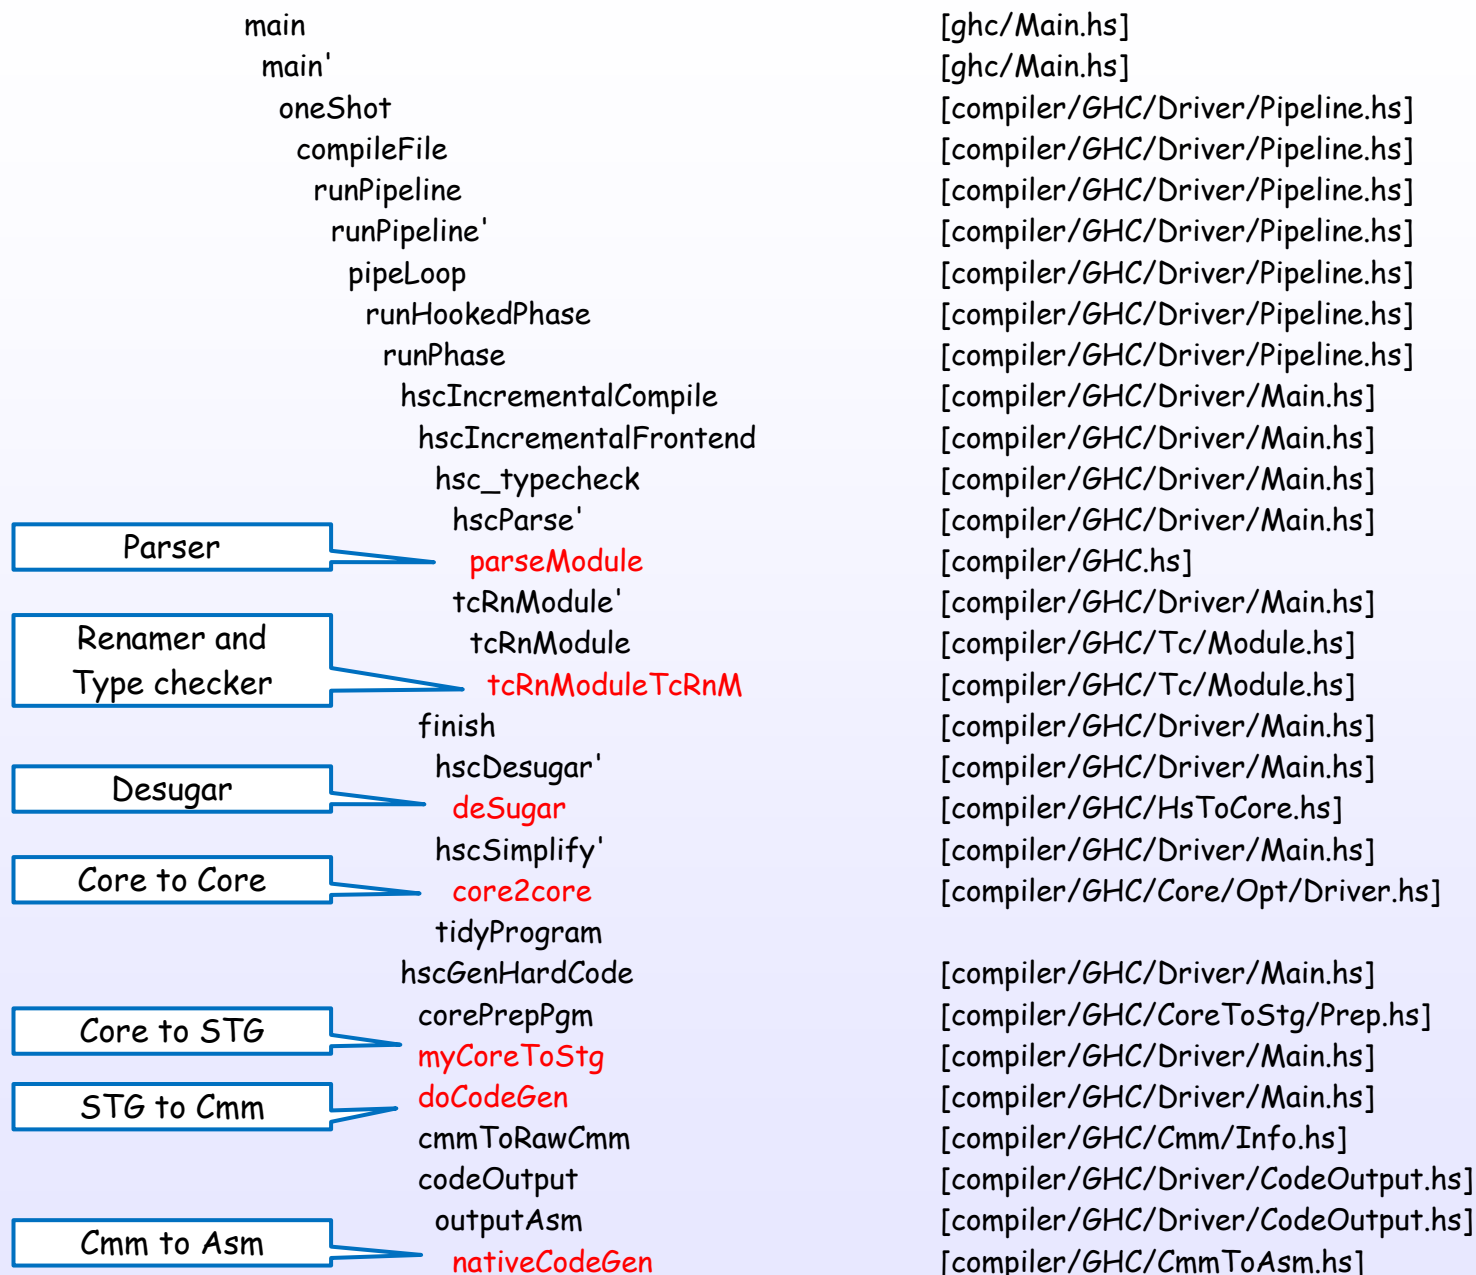 main [ghc/Main.hs]
main' [ghc/Main.hs]
oneShot [compiler/GHC/Driver/Pipeline.hs]
compileFile [compiler/GHC/Driver/Pipeline.hs]
runPipeline [compiler/GHC/Driver/Pipeline.hs]
runPipeline' [compiler/GHC/Driver/Pipeline.hs]
pipeLoop [compiler/GHC/Driver/Pipeline.hs]
runHookedPhase [compiler/GHC/Driver/Pipeline.hs]
runPhase [compiler/GHC/Driver/Pipeline.hs]
hscIncrementalCompile [compiler/GHC/Driver/Main.hs]
hscIncrementalFrontend [compiler/GHC/Driver/Main.hs]
hsc_typecheck [compiler/GHC/Driver/Main.hs]
hscParse' [compiler/GHC/Driver/Main.hs]
Parser
parseModule [compiler/GHC.hs]
tcRnModule' [compiler/GHC/Driver/Main.hs]
Renamer and
Type checker
tcRnModule [compiler/GHC/Tc/Module.hs]
tcRnModuleTcRnM [compiler/GHC/Tc/Module.hs]
finish [compiler/GHC/Driver/Main.hs]
hscDesugar' [compiler/GHC/Driver/Main.hs]
Desugar
deSugar [compiler/GHC/HsToCore.hs]
hscSimplify' [compiler/GHC/Driver/Main.hs]
Core to Core
core2core [compiler/GHC/Core/Opt/Driver.hs]
tidyProgram
hscGenHardCode [compiler/GHC/Driver/Main.hs]
corePrepPgm [compiler/GHC/CoreToStg/Prep.hs]
Core to STG
myCoreToStg [compiler/GHC/Driver/Main.hs]
STG to Cmm
doCodeGen [compiler/GHC/Driver/Main.hs]
cmmToRawCmm [compiler/GHC/Cmm/Info.hs]
codeOutput [compiler/GHC/Driver/CodeOutput.hs]
outputAsm [compiler/GHC/Driver/CodeOutput.hs]
Cmm to Asm
nativeCodeGen [compiler/GHC/CmmToAsm.hs]